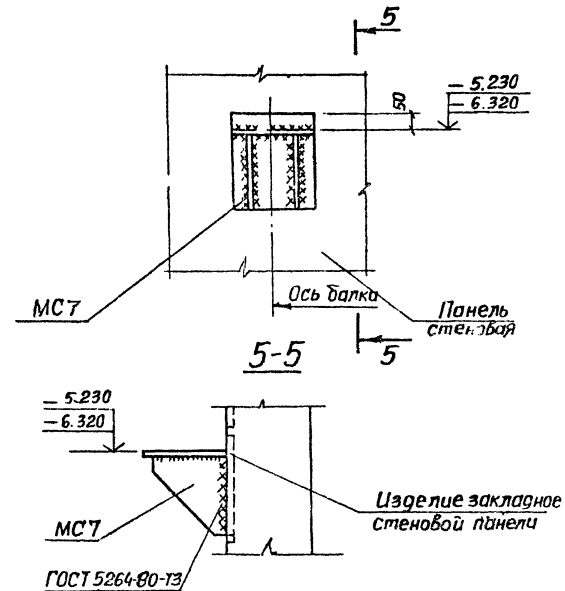 5
– 5.230
– 6.320
50
МС7
Ось балки
Панель
стеновая
5
5-5
– 5.230
– 6.320
МС7
Изделие закладное
стеновой панели
ГОСТ 5264-80-Т3